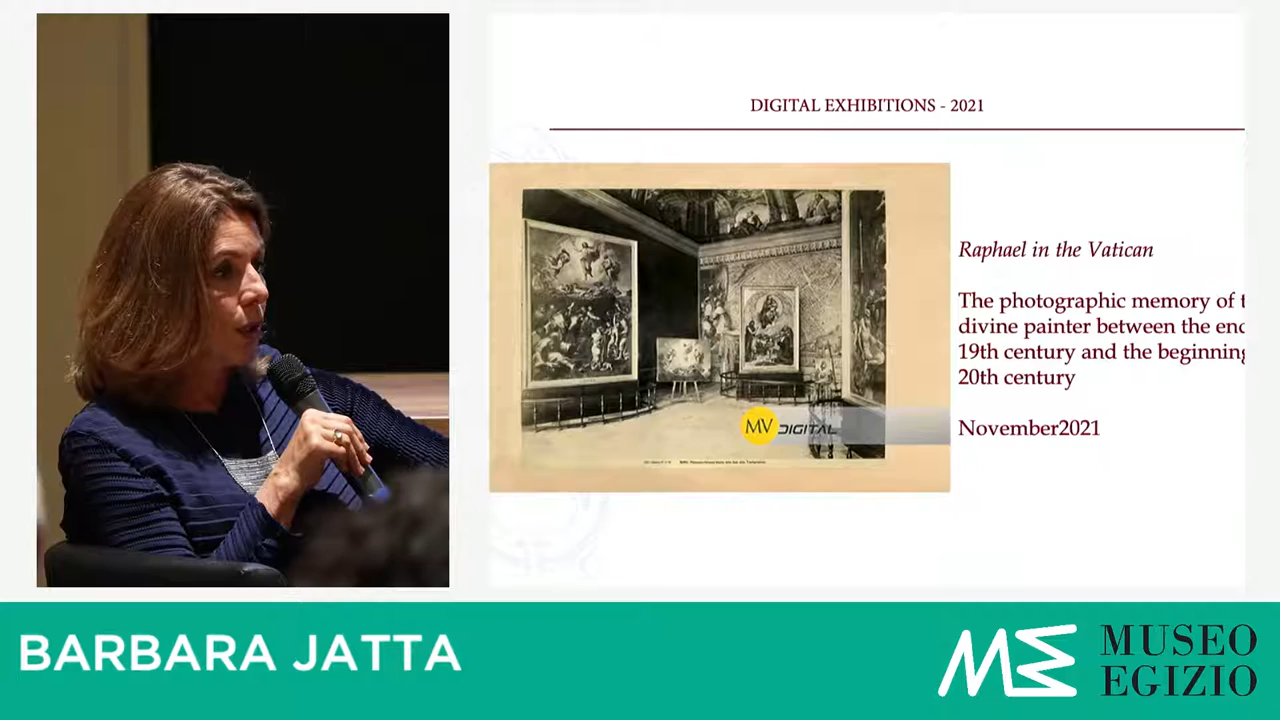 DIGITAL EXHIBITIONS - 2021
Raphael in the Vatican
The photographic memory of
divine painter between the
19th century and the beginning
20th century
November2021
MV DIGITAL
BARBARA JATTA
ME MUSEO
EGIZIO